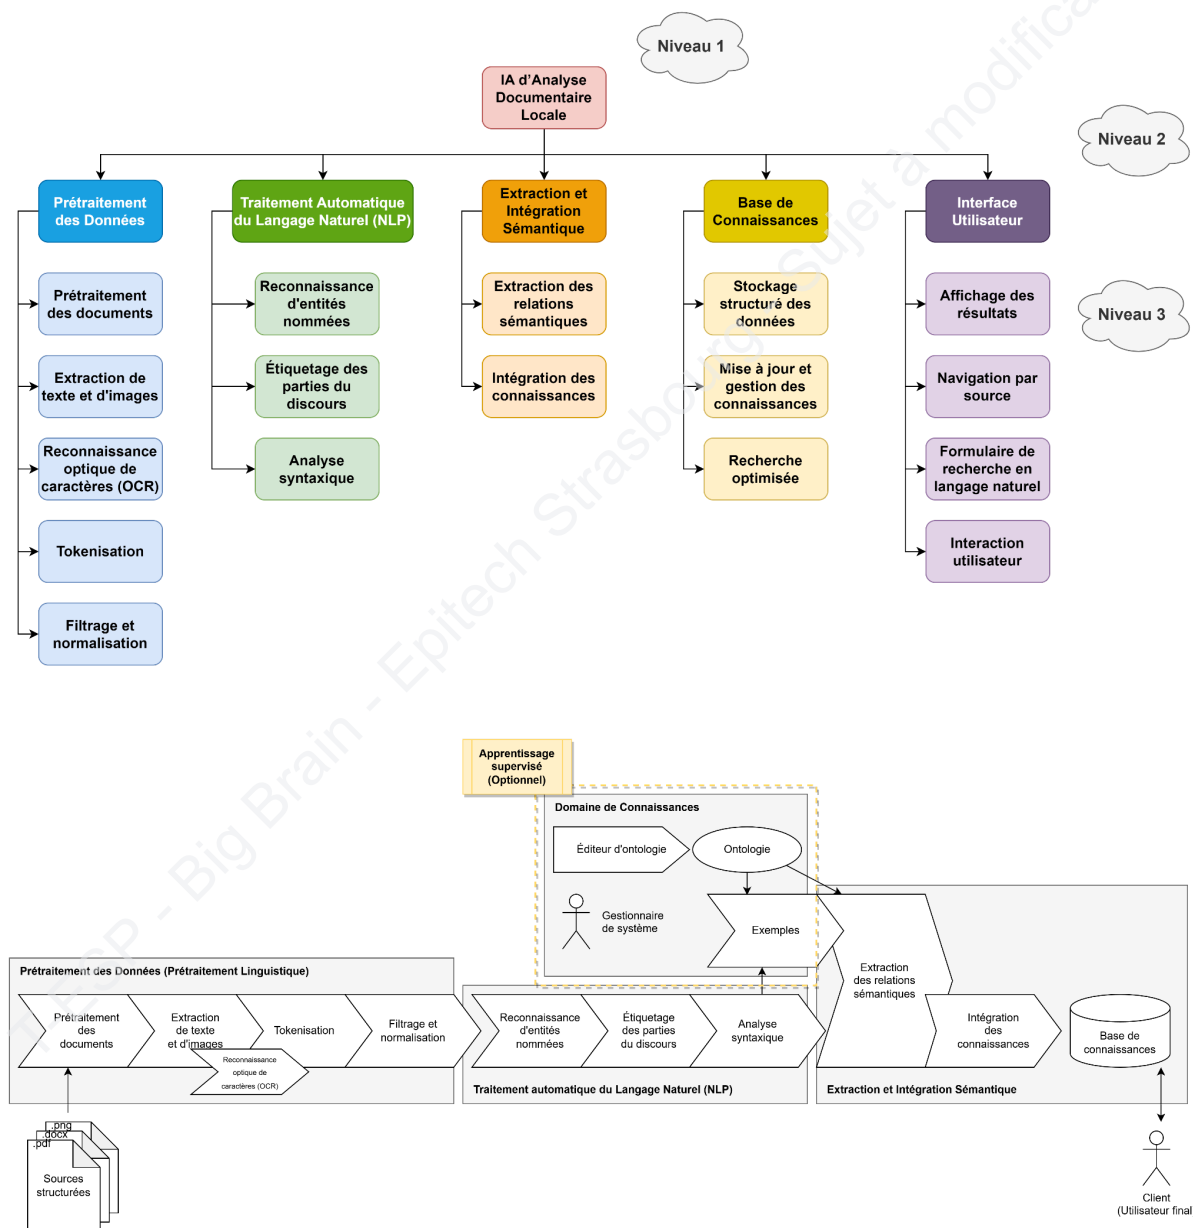 Niveau 1
IA d'Analyse
Documentaire
Locale
Niveau 2
Prétraitement
des Données
Traitement Automatique
du Langage Naturel (NLP)
Extraction et
Intégration
Sémantique
Base de
Connaissances
Interface
Utilisateur
Niveau 3
Prétraitement
des documents
Reconnaissance
d'entités
nommées
Extraction des
relations
sémantiques
Stockage
structuré des
données
Affichage des
résultats
Extraction de
texte et d'images
Étiquetage des
parties du
discours
Intégration des
connaissances
Mise à jour et
gestion des
connaissances
Navigation par
source
Reconnaissance
optique de
caractères (OCR)
Analyse
syntaxique
Recherche
optimisée
Formulaire de
recherche en
langage naturel
Tokenisation
Interaction
utilisateur
Filtrage et
normalisation
T-ESP - Big Brain - Epitech Strasbourg - Sujet à modifica
Apprentissage
supervisé
(Optionnel)
Domaine de Connaissances
Éditeur d'ontologie
Ontologie
Gestionnaire
de système
Exemples
Prétraitement des Données (Prétraitement Linguistique)
Prétraitement
des
documents
Extraction
de texte
et d'images
Reconnaissance
optique de
caractères (OCR)
Tokenisation
Filtrage et
normalisation
Reconnaissance
d'entités
nommées
Étiquetage
des parties
du discours
Analyse
syntaxique
Traitement automatique du Langage Naturel (NLP)
Extraction
des relations
sémantiques
Intégration
des
connaissances
Base de
connaissances
Extraction et Intégration Sémantique
.png
.docx
.pdf
Sources
structurées
Client
(Utilisateur final